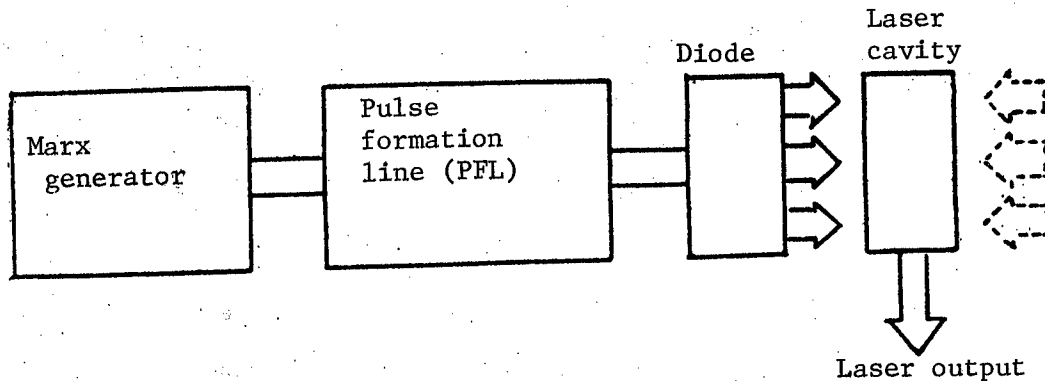 Marx
generator
Pulse
formation
line (PFL)
Diode
Laser
cavity
Laser output